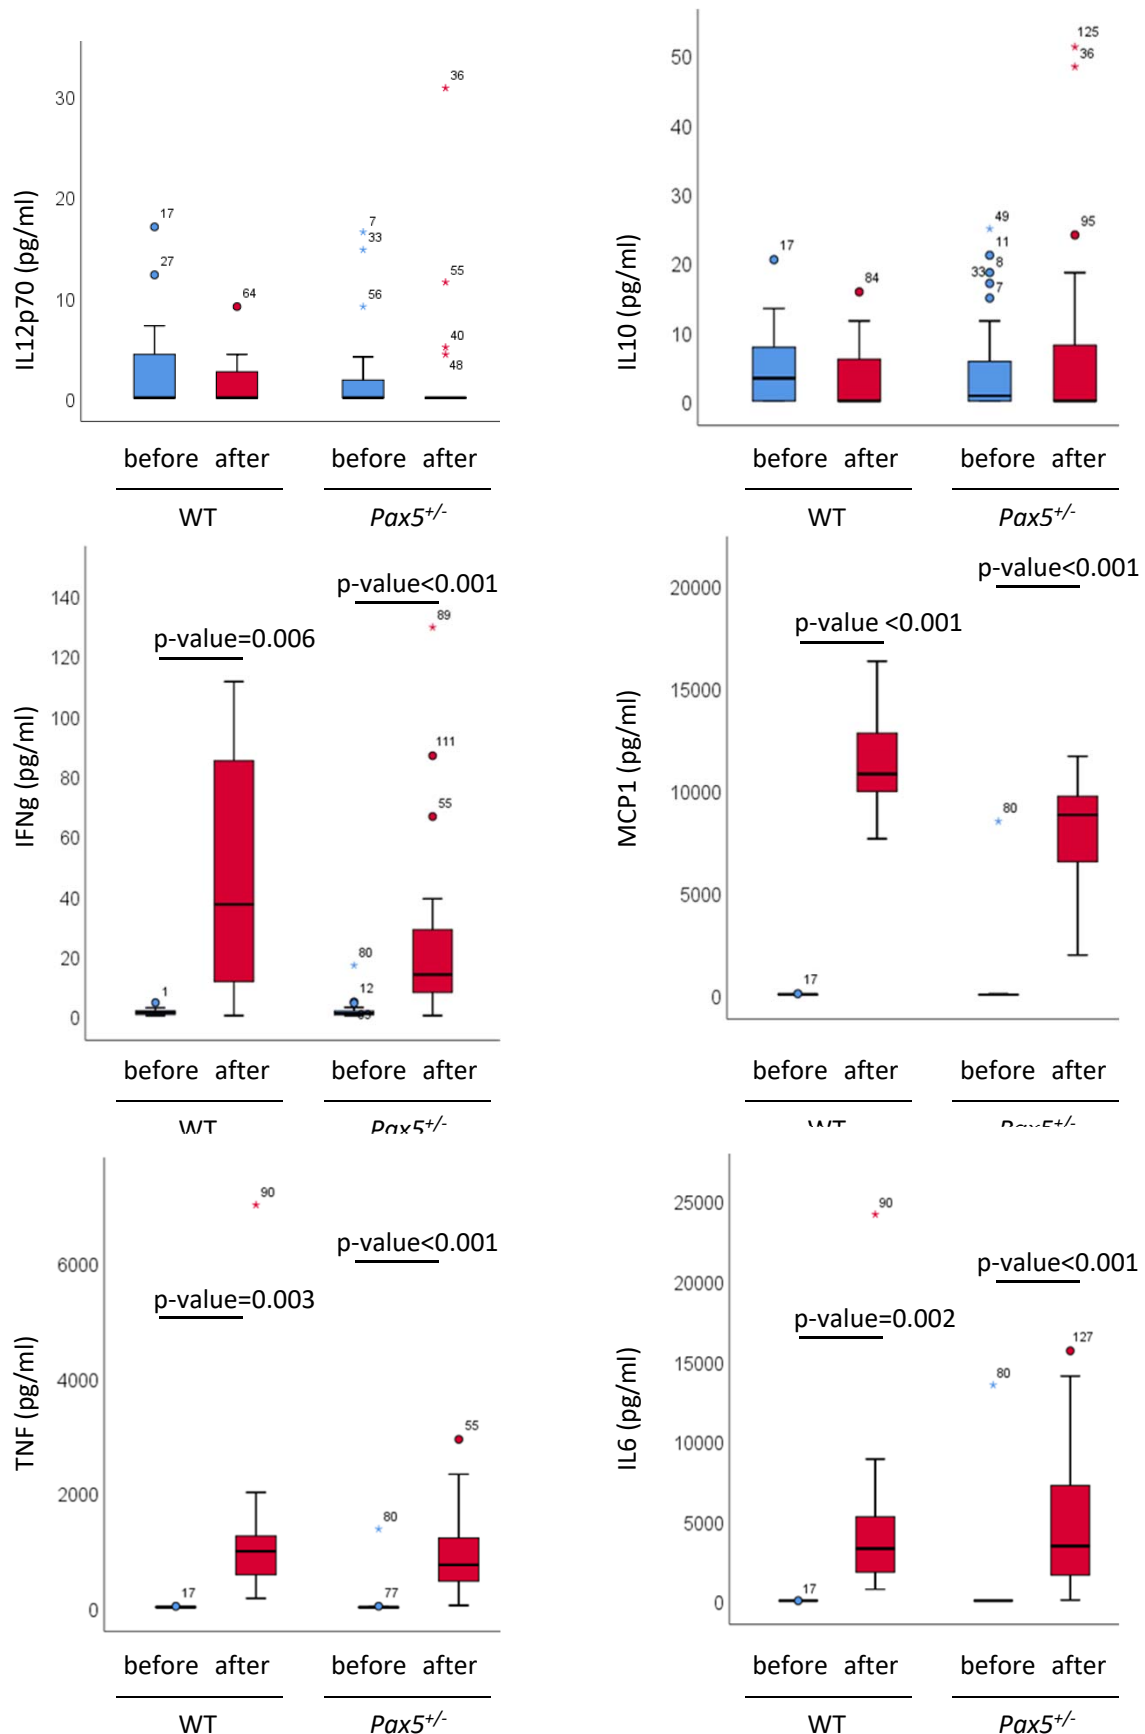 IL12p70 (pg/ml)
30
20
10
0
17
27
64
7
33
56
36
55
40
48
before after
before after
WT
Pax5+/-
IL10 (pg/ml)
50
40
30
20
10
0
17
84
49
11
8
33
7
125
36
95
before after
before after
WT
Pax5+/-
IFNg (pg/ml)
140
120
100
80
60
40
20
0
p-value=0.006
p-value<0.001
1
80
12
89
111
55
before after
before after
WT
Pax5+/-
MCP1 (pg/ml)
20000
15000
10000
5000
0
p-value <0.001
p-value<0.001
17
80
before after
before after
WT
Pax5+/-
TNF (pg/ml)
6000
4000
2000
0
p-value=0.003
p-value<0.001
90
17
80
77
55
before after
before after
WT
Pax5+/-
IL6 (pg/ml)
25000
20000
15000
10000
5000
0
p-value=0.002
p-value<0.001
90
17
80
127
before after
before after
WT
Pax5+/-